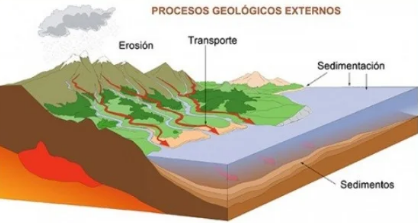 PROCESOS GEOLÓGICOS EXTERNOS
Erosión
Transporte
Sedimentación
Sedimentos